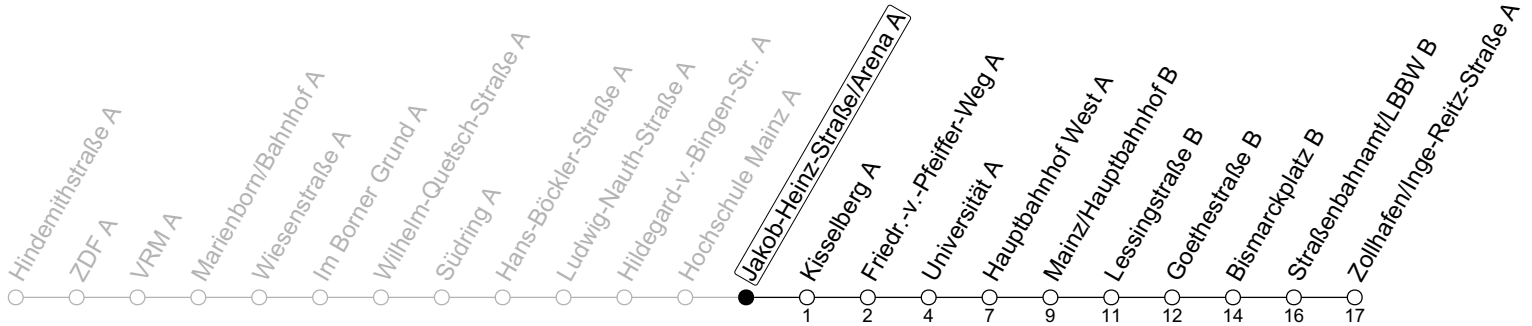 Hindemithstraße A
ZDF A
VRM A
Marienborn/Bahnhof A
Wiesenstraße A
Im Borner Grund A
Wilhelm-Quetsch-Straße A
Südring A
Hans-Böckler-Straße A
Ludwig-Nauth-Straße A
Hildegard-v.-Bingen-Str. A
Hochschule Mainz A
Jakob-Heinz-Straße/Arena A
Kisselberg A
Friedr.-v.-Pfeiffer-Weg A
Universität A
Hauptbahnhof West A
Mainz/Hauptbahnhof B
Lessingstraße B
Goethestraße B
Bismarckplatz B
Straßenbahnamt/LBBW B
Zollhafen/Inge-Reitz-Straße A
1 2 4 7 9 11 12 14 16 17